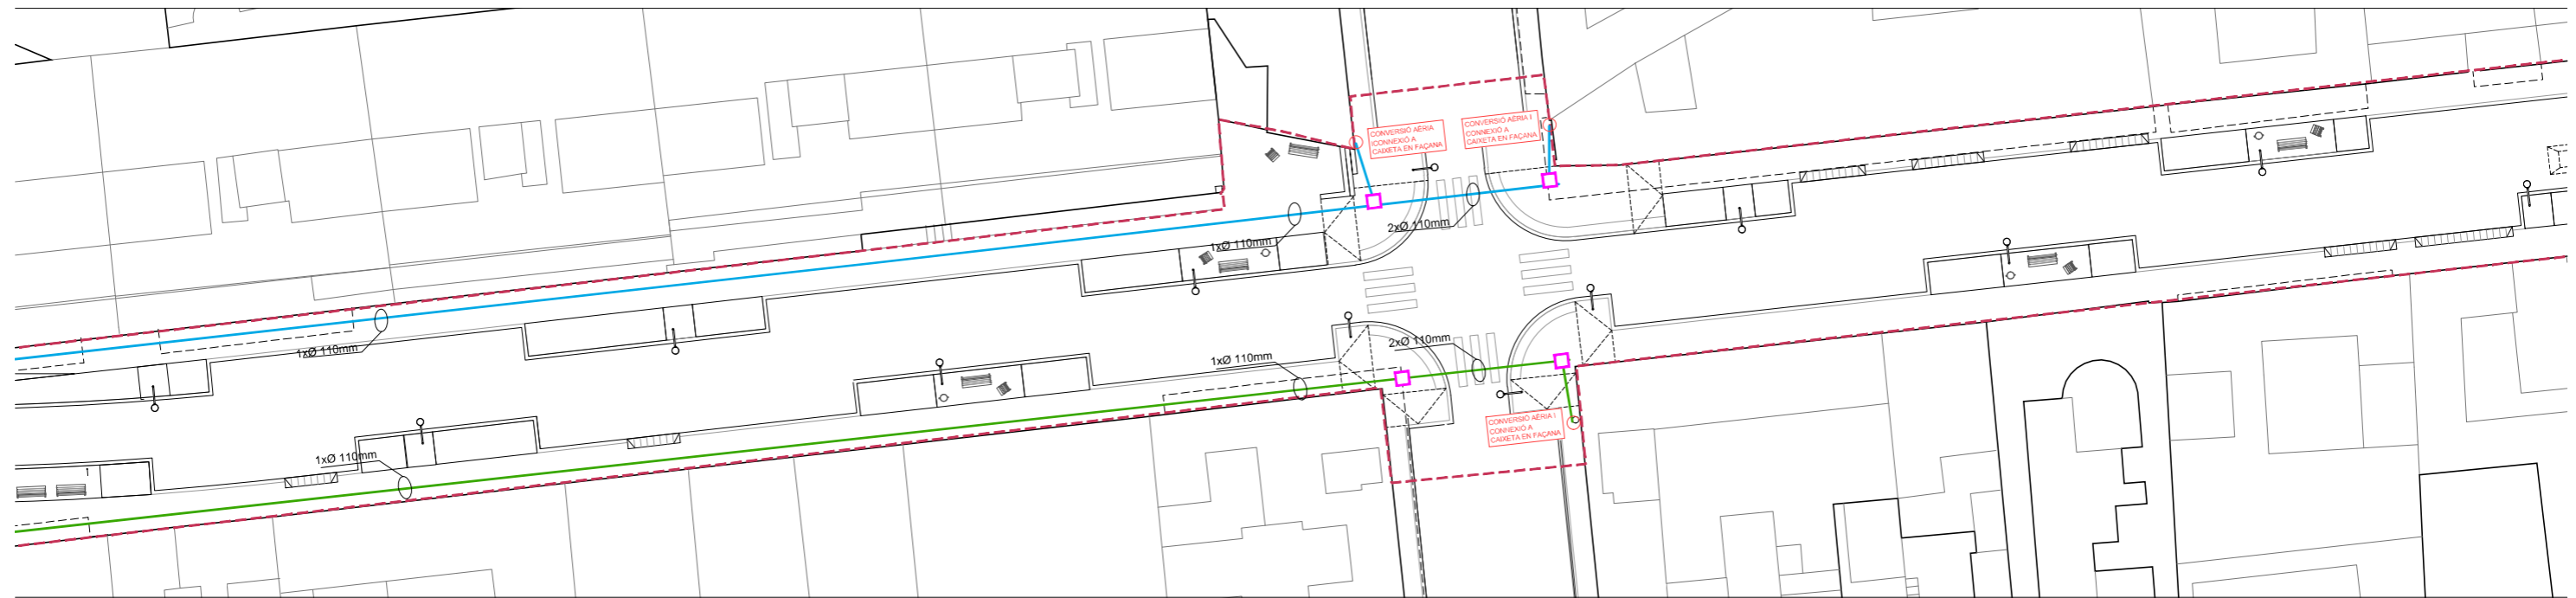 CONVERSIÓ AÈRIA
ICONNEXIÓ A
CAIXETA EN FAÇANA
CONVERSIÓ AÈRIA I
CONNEXIÓ A
CAIXETA EN FAÇANA
1xØ 110mm
2xØ 110mm
1xØ 110mm
1xØ 110mm
2xØ 110mm
1xØ 110mm
CONVERSIÓ AÈRIA I
CONNEXIÓ A
CAIXETA EN FAÇANA